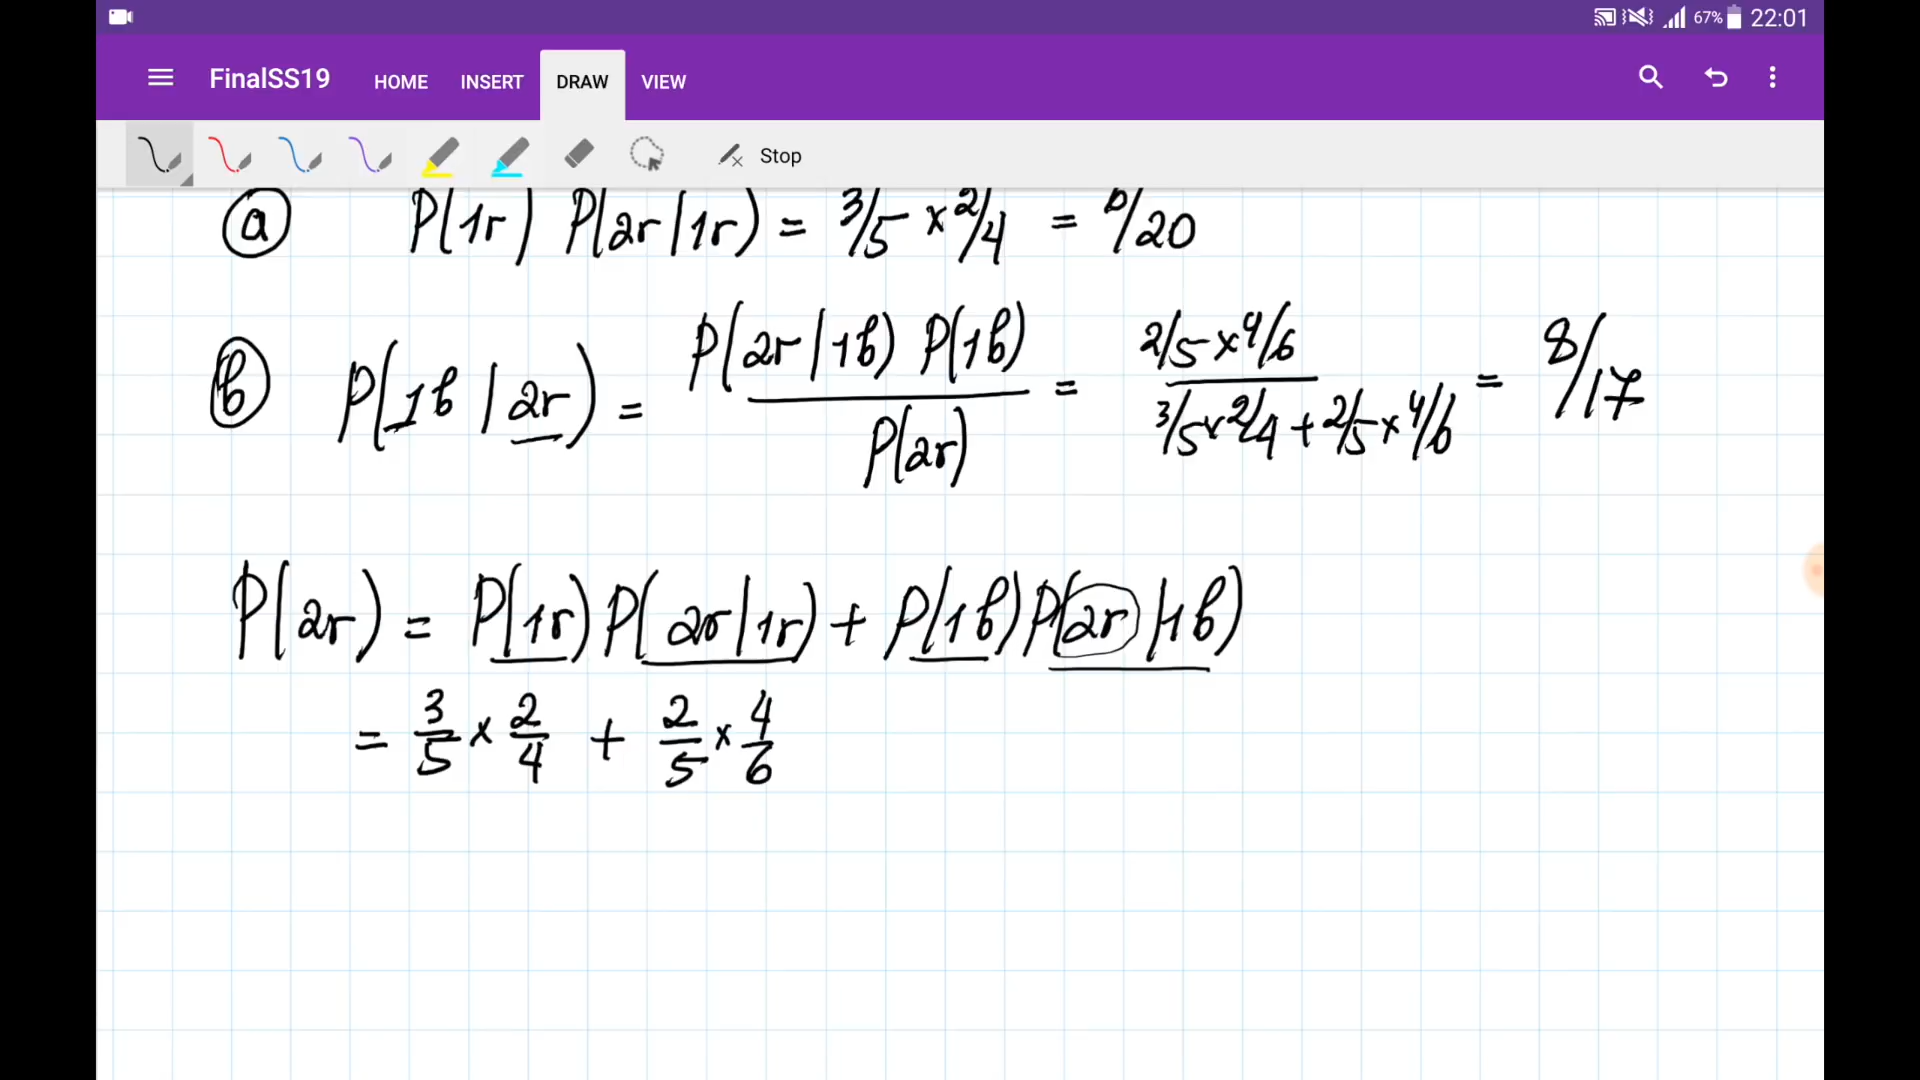 67% 22:01
FinalSS19 HOME INSERT DRAW VIEW
Stop
a P(1r) P(2r|1r) = 3/5 × 2/4 = 6/20
b P(1b|2r) = P(2r|1b) P(1b) / P(2r) = 2/5 × 4/6 / 3/5 × 2/4 + 2/5 × 4/6 = 8/17
P(2r) = P(1r) P(2r|1r) + P(1b) P(2r|1b)
= 3/5 × 2/4 + 2/5 × 4/6